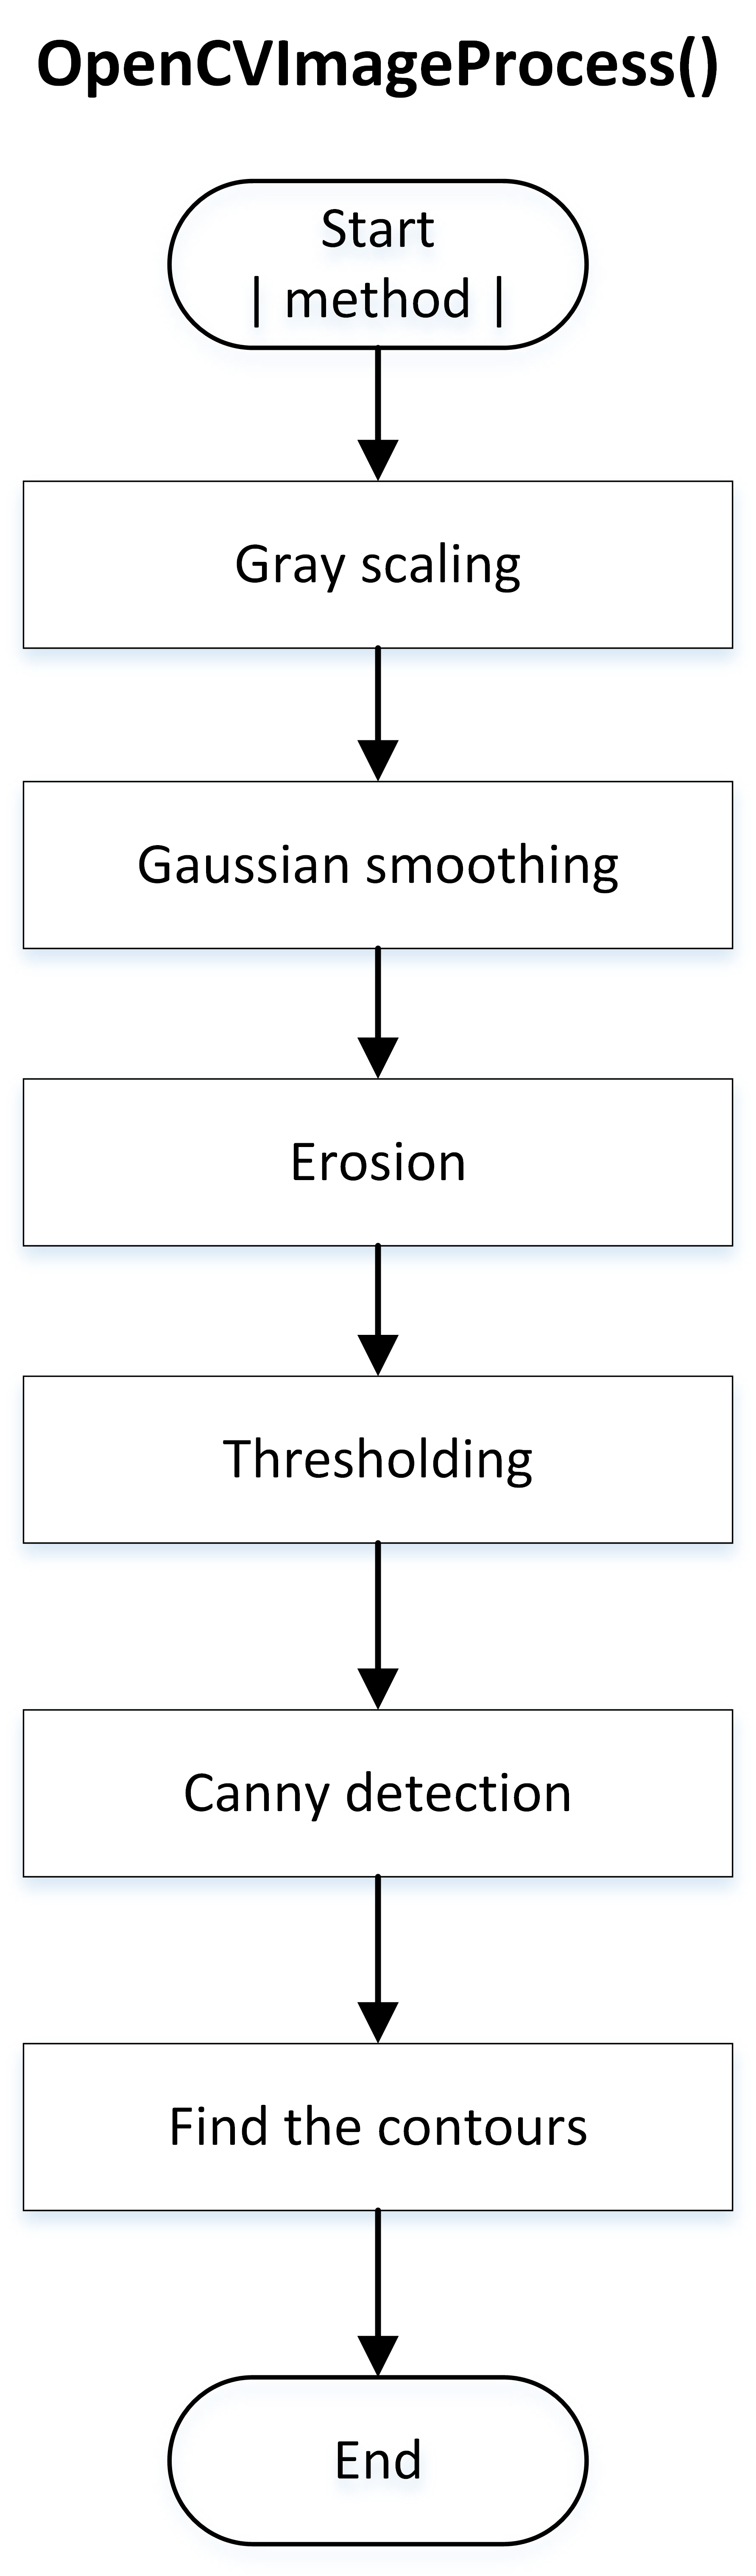 OpenCVImageProcess()
Start
| method |
Gray scaling
Gaussian smoothing
Erosion
Thresholding
Canny detection
Find the contours
End